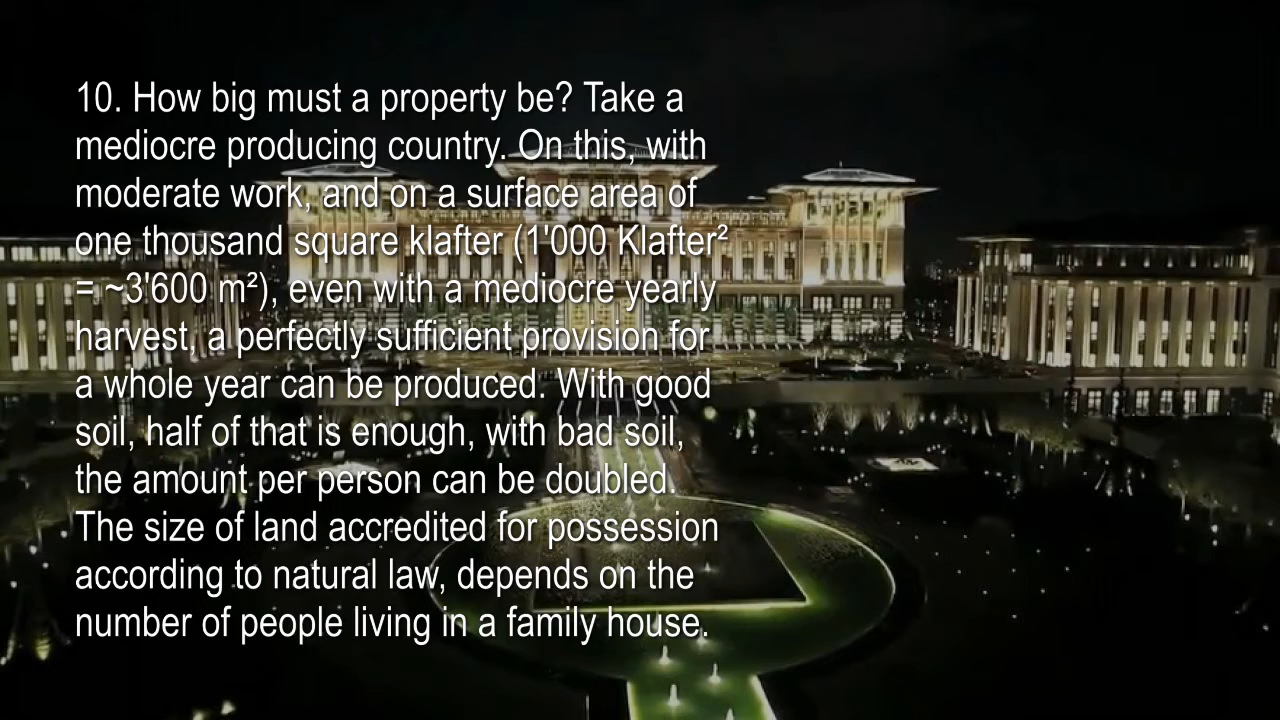 10. How big must a property be? Take a
mediocre producing country. On this, with
moderate work, and on a surface area of
one thousand square klafter (1'000 Klafter²
= ~3'600 m²), even with a mediocre yearly
harvest, a perfectly sufficient provision for
a whole year can be produced. With good
soil, half of that is enough, with bad soil,
the amount per person can be doubled.
The size of land accredited for possession
according to natural law, depends on the
number of people living in a family house.